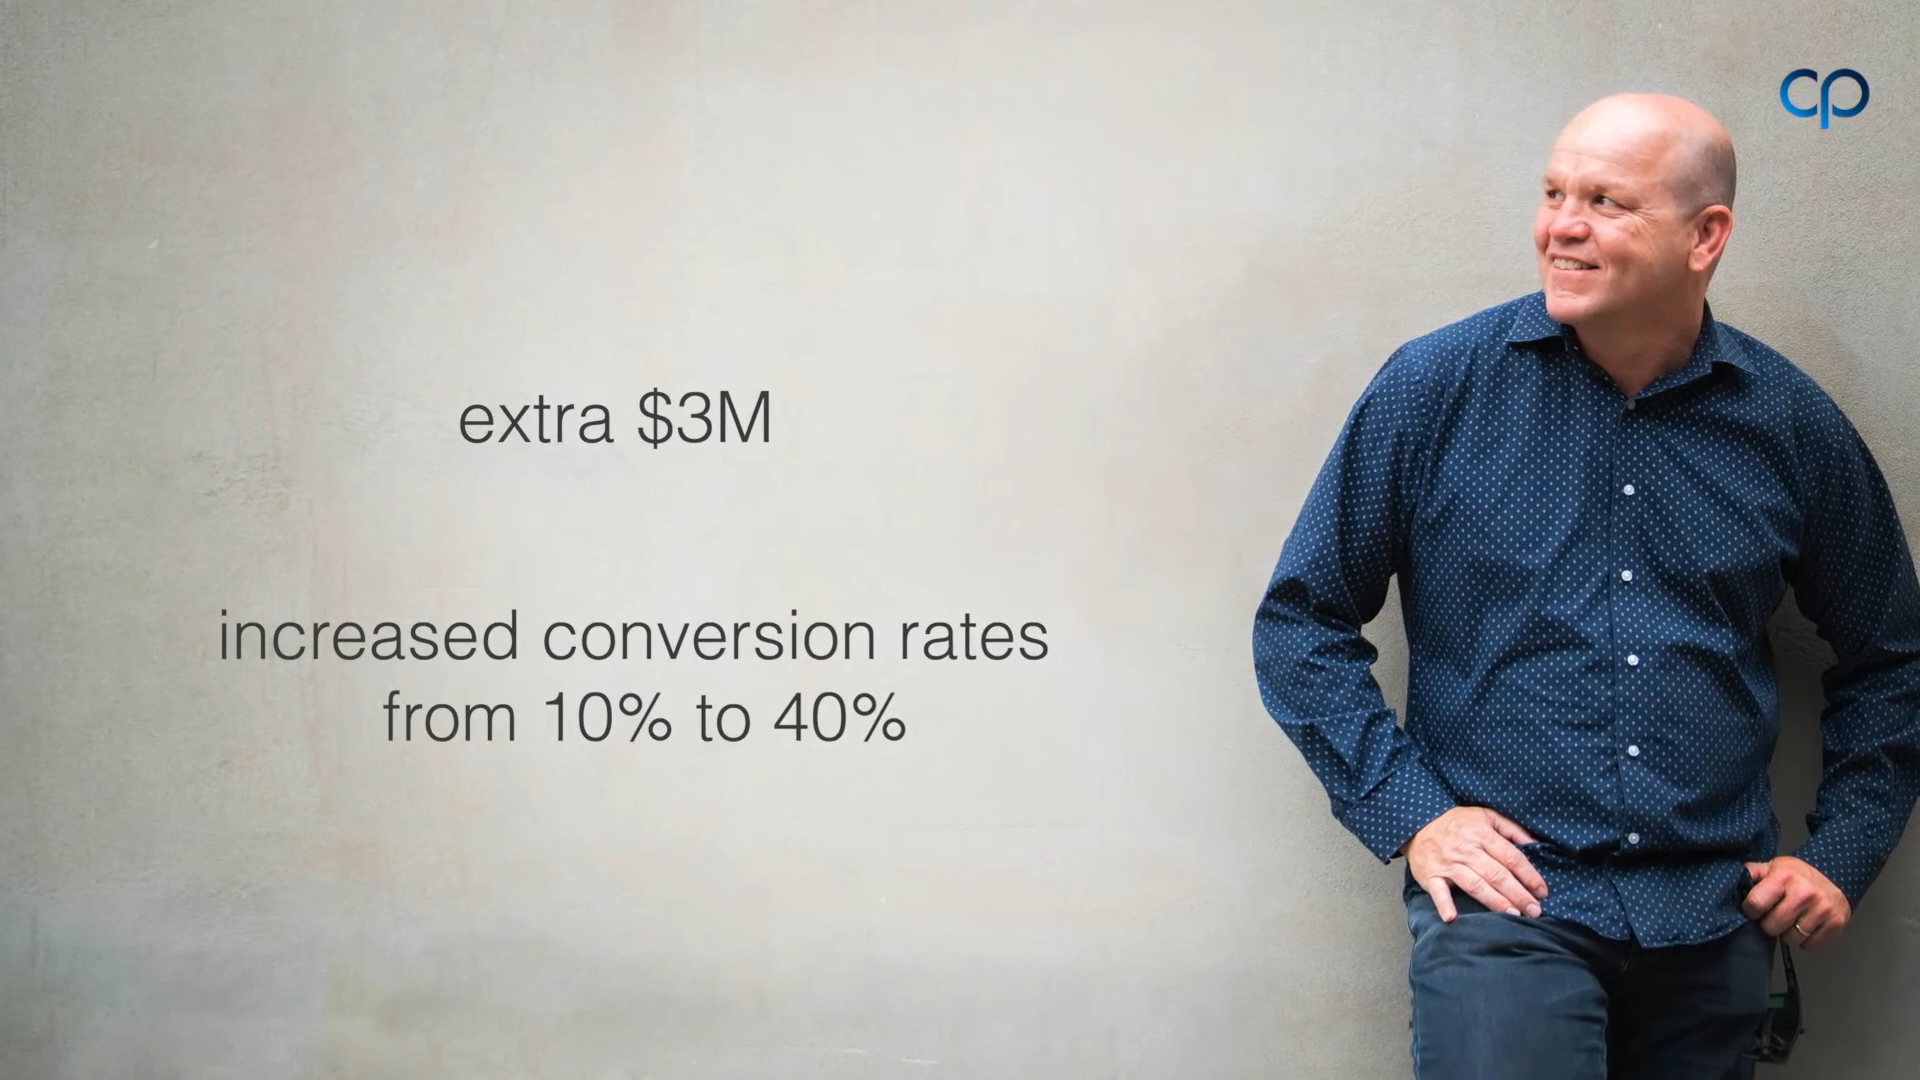 cp
extra $3M
increased conversion rates
from 10% to 40%